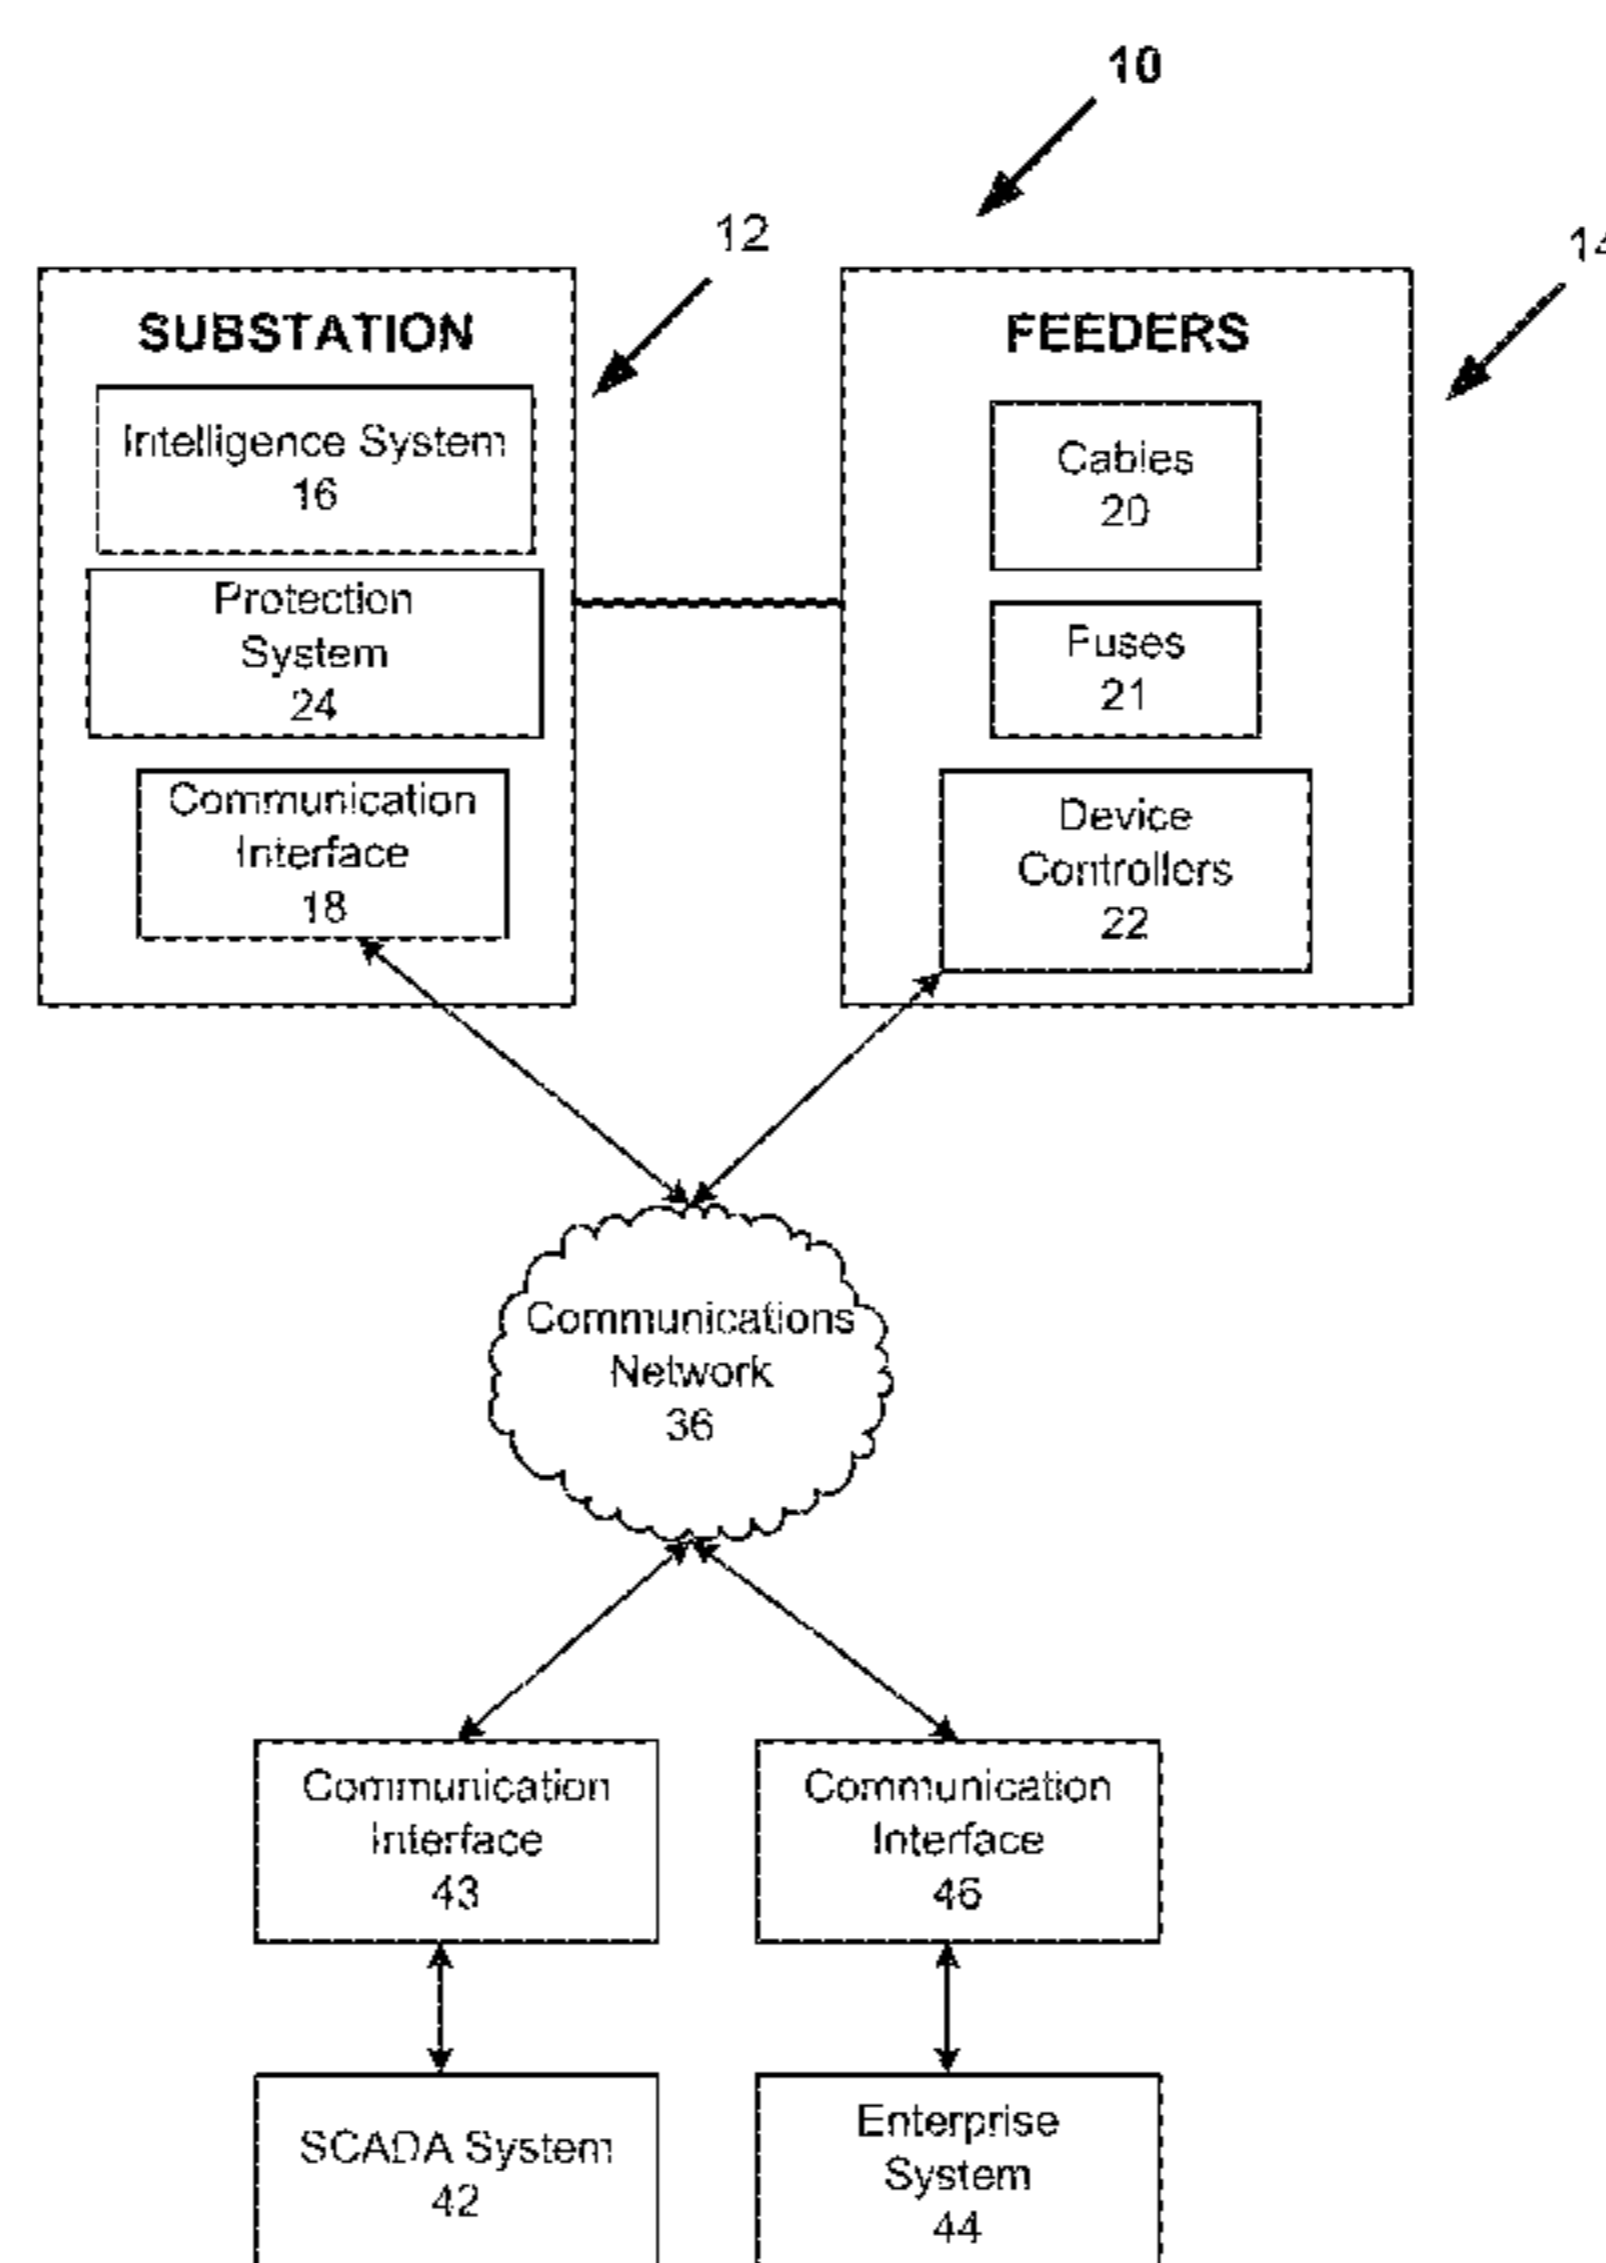 10
12
14
SUBSTATION
Intelligence System
16
Protection
System
24
Communication
Interface
18
FEEDERS
Cables
20
Fuses
21
Device
Controllers
22
Communications
Network
36
Communication
Interface
43
Communication
Interface
45
SCADA System
42
Enterprise
System
44